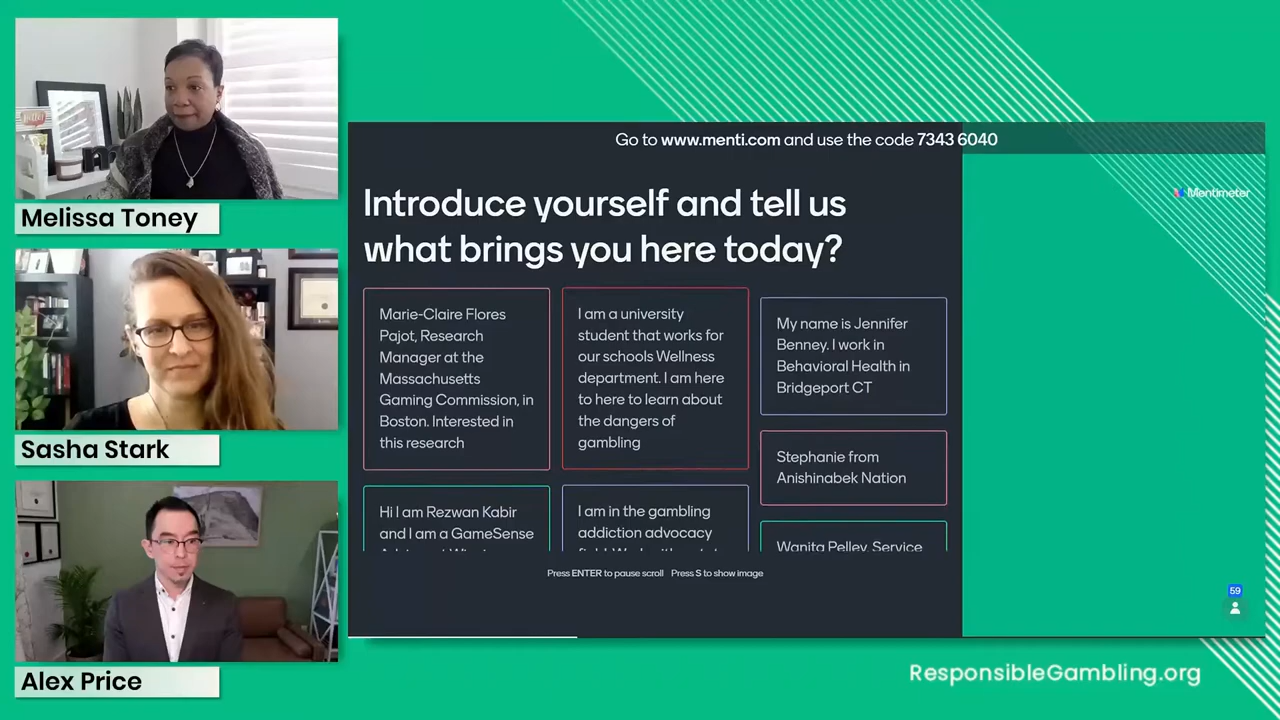 Melissa Toney
Sasha Stark
Alex Price
Go to www.menti.com and use the code 7343 6040
Mentimeter
Introduce yourself and tell us
what brings you here today?
Marie-Claire Flores
Pajot, Research
Manager at the
Massachusetts
Gaming Commission, in
Boston. Interested in
this research
I am a university
student that works for
our schools Wellness
department. I am here
to here to learn about
the dangers of
gambling
My name is Jennifer
Benney. I work in
Behavioral Health in
Bridgeport CT
Stephanie from
Anishinabek Nation
Hi I am Rezwan Kabir
and I am a GameSense
I am in the gambling
addiction advocacy
Wanita Pelley, Service
Press ENTER to pause scroll Press S to show image
59
ResponsibleGambling.org